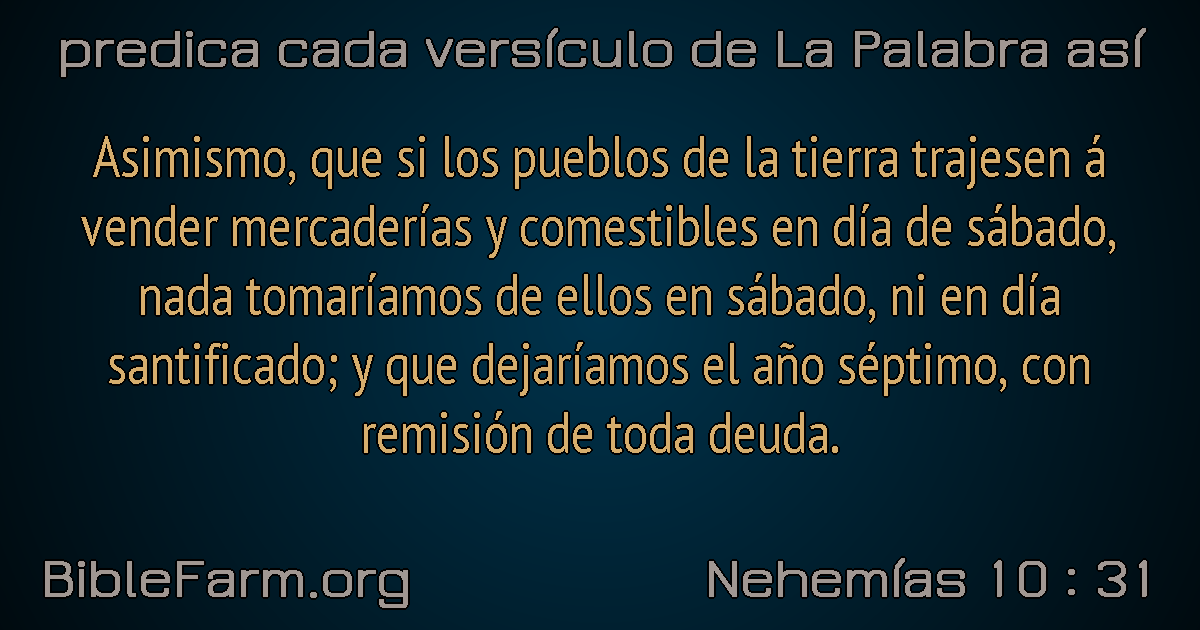 predica cada versículo de La Palabra así
Asimismo, que si los pueblos de la tierra trajesen á
vender mercaderías y comestibles en día de sábado,
nada tomaríamos de ellos en sábado, ni en día
santificado; y que dejaríamos el año séptimo, con
remisión de toda deuda.
BibleFarm.org
Nehemías 10 : 31